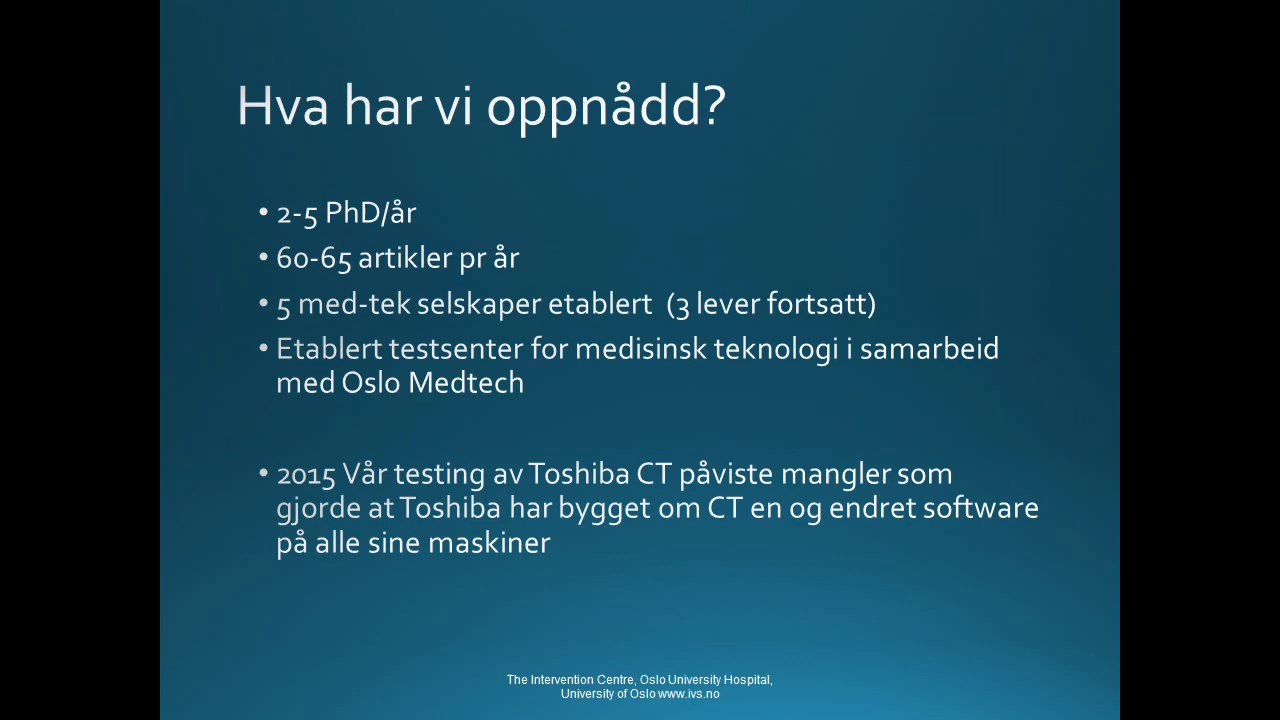 Hva har vi oppnådd?
• 2-5 PhD/år
• 60-65 artikler pr år
• 5 med-tek selskaper etablert  (3 lever fortsatt)
• Etablert testsenter for medisinsk teknologi i samarbeid
med Oslo Medtech
• 2015 Vår testing av Toshiba CT påviste mangler som
gjorde at Toshiba har bygget om CT en og endret software
på alle sine maskiner
The Intervention Centre, Oslo University Hospital,
University of Oslo www.ivs.no